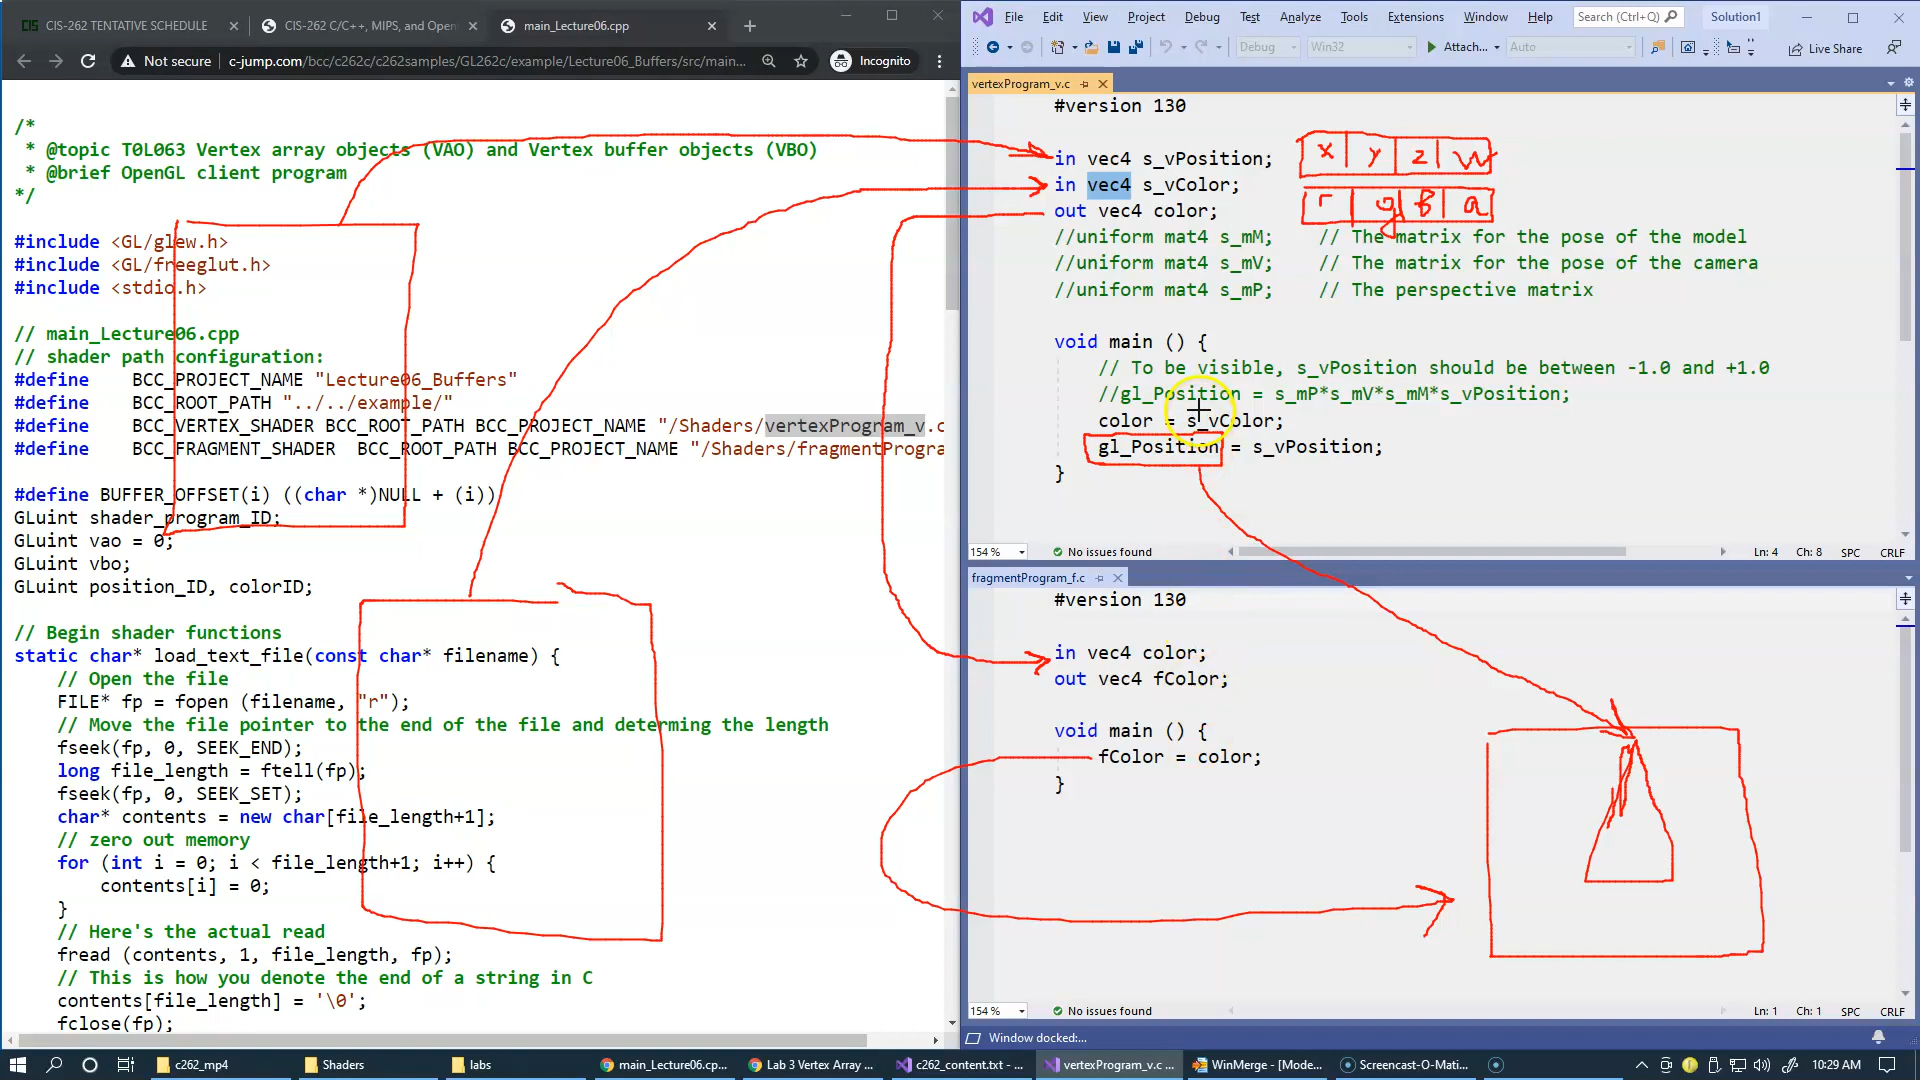 CIS-262 TENTATIVE SCHEDULE
CIS-262 C/C++, MIPS, and Open
main_Lecture06.cpp
Not secure
c-jump.com/bcc/c262c/c262samples/GL262c/example/Lecture06_Buffers/src/main...
Incognito
/*
* @topic T0L063 Vertex array objects (VAO) and Vertex buffer objects (VBO)
* @brief OpenGL client program
*/
#include <GL/glew.h>
#include <GL/freeglut.h>
#include <stdio.h>
// main_Lecture06.cpp
// shader path configuration:
#define BCC_PROJECT_NAME "Lecture06_Buffers"
#define BCC_ROOT_PATH "../../example/"
#define BCC_VERTEX_SHADER BCC_ROOT_PATH BCC_PROJECT_NAME "/Shaders/vertexProgram_v.c
#define BCC_FRAGMENT_SHADER BCC_ROOT_PATH BCC_PROJECT_NAME "/Shaders/fragmentProgra
#define BUFFER_OFFSET(i) ((char *)NULL + (i))
GLuint shader_program_ID;
GLuint vao = 0;
GLuint vbo;
GLuint position_ID, colorID;
// Begin shader functions
static char* load_text_file(const char* filename) {
// Open the file
FILE* fp = fopen (filename, "r");
// Move the file pointer to the end of the file and determing the length
fseek(fp, 0, SEEK_END);
long file_length = ftell(fp);
fseek(fp, 0, SEEK_SET);
char* contents = new char[file_length+1];
// zero out memory
for (int i = 0; i < file_length+1; i++) {
contents[i] = 0;
}
// Here's the actual read
fread (contents, 1, file_length, fp);
// This is how you denote the end of a string in C
contents[file_length] = '\0';
fclose(fp);
File Edit View Project Debug Test Analyze Tools Extensions Window Help
Search (Ctrl+Q)
Solution1
Debug
Win32
Attach...
Auto
Live Share
vertexProgram_v.c
#version 130
in vec4 s_vPosition;
x y z w
in vec4 s_vColor;
r g B a
out vec4 color;
//uniform mat4 s_mM; // The matrix for the pose of the model
//uniform mat4 s_mV; // The matrix for the pose of the camera
//uniform mat4 s_mP; // The perspective matrix
void main () {
// To be visible, s_vPosition should be between -1.0 and +1.0
//gl_Position = s_mP*s_mV*s_mM*s_vPosition;
color = s_vColor;
gl_Position = s_vPosition;
}
154 % No issues found Ln: 4 Ch: 8 SPC CRLF
fragmentProgram_f.c
#version 130
in vec4 color;
out vec4 fColor;
void main () {
fColor = color;
}
154 % No issues found Ln: 1 Ch: 1 SPC CRLF
Window docked:...
c262_mp4
Shaders
labs
main_Lecture06.cp...
Lab 3 Vertex Array ...
c262_content.txt - ...
vertexProgram_v.c ...
WinMerge - [Mode...
Screencast-O-Mati...
10:29 AM